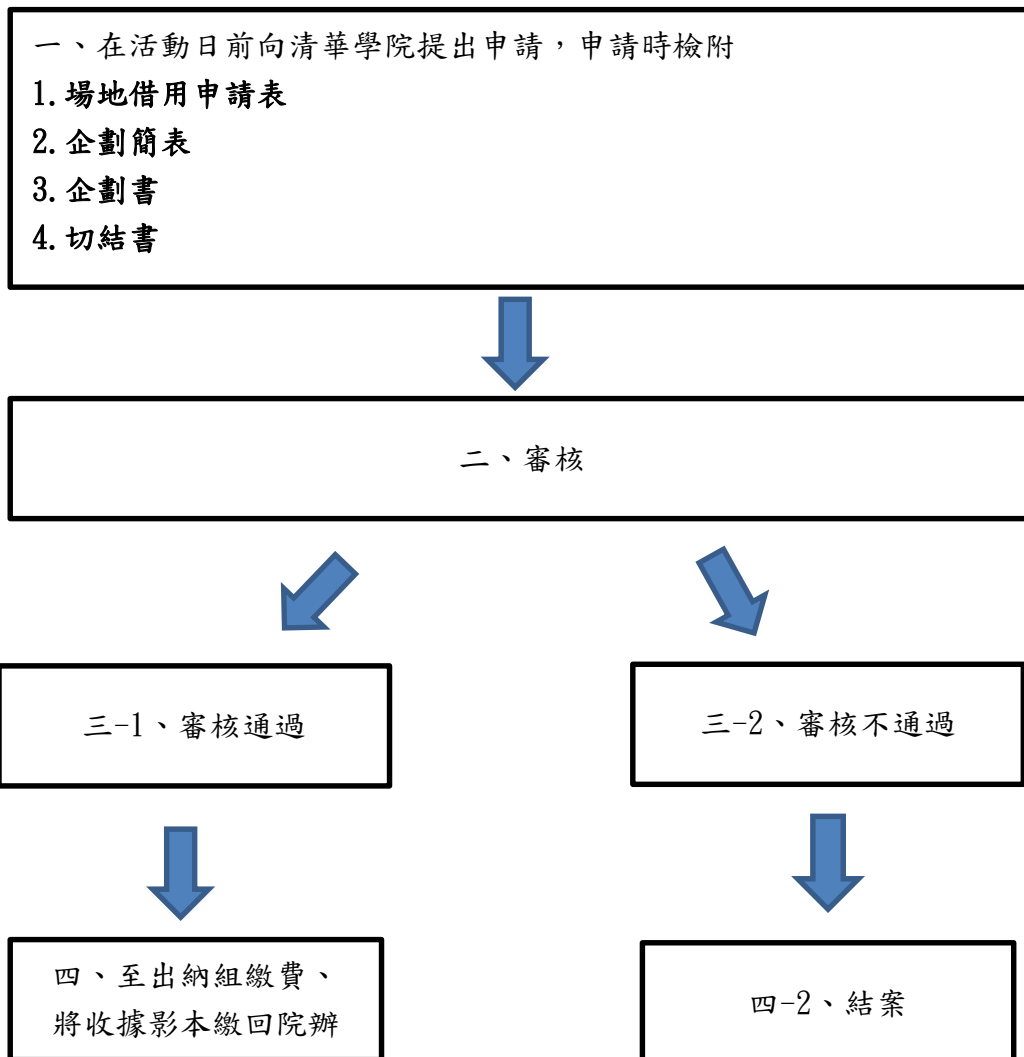 一、在活動日前向清華學院提出申請，申請時檢附
1.場地借用申請表
2.企劃簡表
3.企劃書
4.切結書
二、審核
三-1、審核通過
三-2、審核不通過
四、至出納組繳費、
將收據影本繳回院辦
四-2、結案